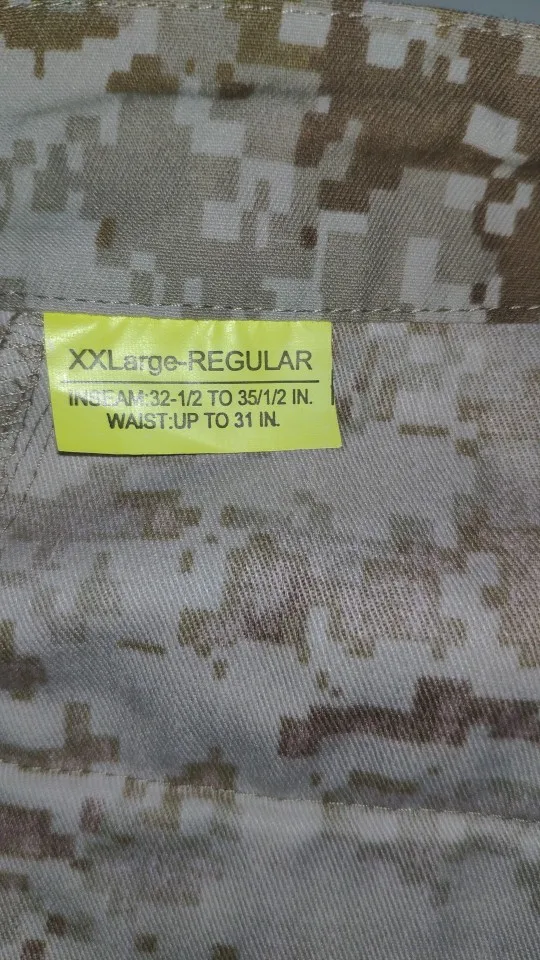 XXLarge-REGULAR
INSEAM:32-1/2 TO 35/1/2 IN.
WAIST:UP TO 31 IN.